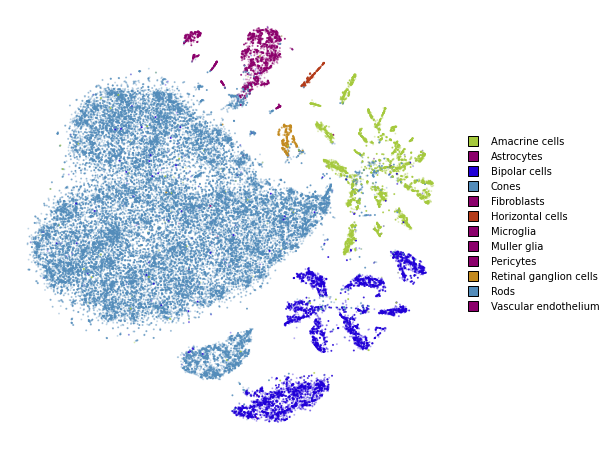 Amacrine cells
Astrocytes
Bipolar cells
Cones
Fibroblasts
Horizontal cells
Microglia
Muller glia
Pericytes
Retinal ganglion cells
Rods
Vascular endothelium